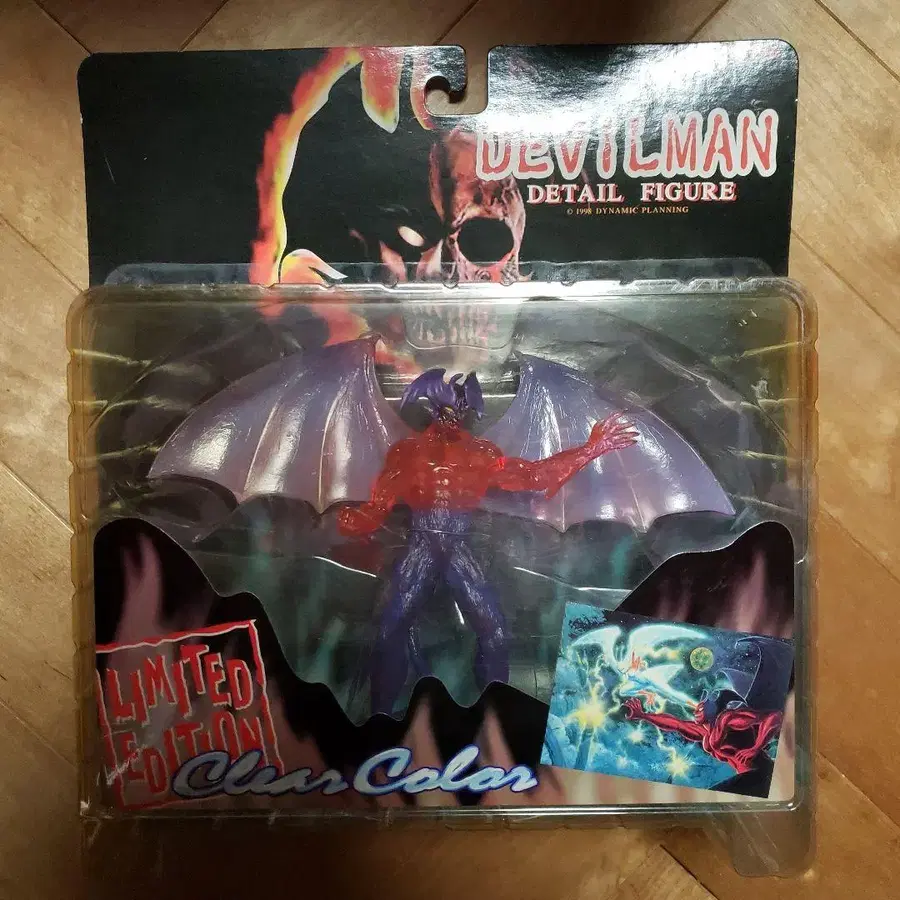 DEVILMAN
DETAIL FIGURE
© 1998 DYNAMIC PLANNING
LIMITED
EDITION
Clear Color